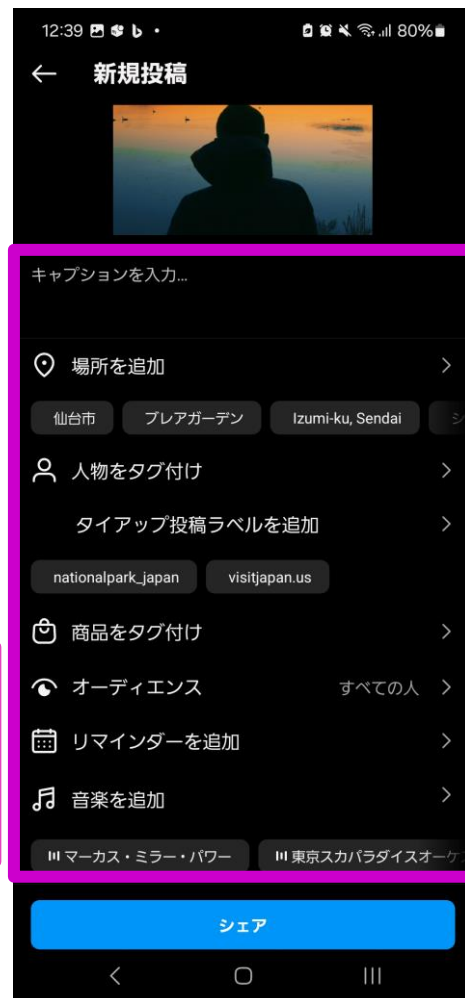 12:39 80%
新規投稿
キャプションを入力...
場所を追加
仙台市 ブレアガーデン Izumi-ku, Sendai シ
人物をタグ付け
タイアップ投稿ラベルを追加
nationalpark_japan visitjapan.us
商品をタグ付け
オーディエンス すべての人
リマインダーを追加
音楽を追加
マーカス・ミラー・パワー 東京スカパラダイスオーケス
シェア